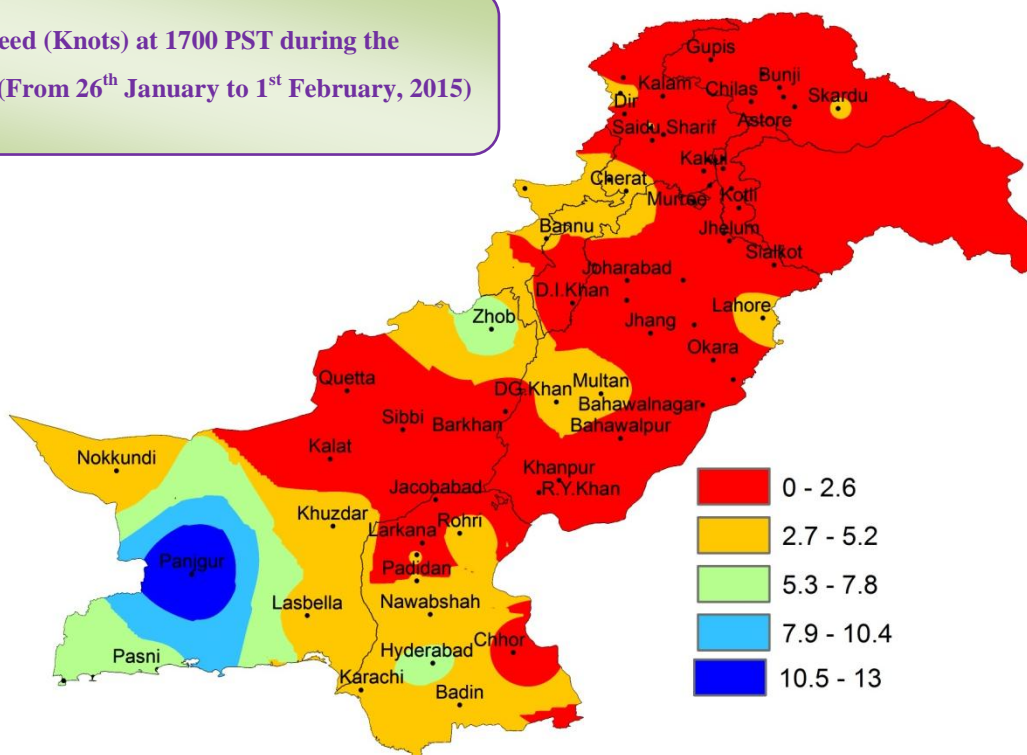 eed (Knots) at 1700 PST during the
(From 26th January to 1st February, 2015)
Gupis
Kalam
Bunji
Chilas
Skardu
Dir
Astore
Saidu Sharif
Kakul
Cherat
Murree
Kotli
Bannu
Jhelum
Sialkot
Joharabad
D.I.Khan
Lahore
Zhob
Jhang
Okara
Quetta
DG.Khan
Multan
Bahawalnagar
Sibbi
Barkhan
Bahawalpur
Kalat
Nokkundi
Khanpur
R.Y.Khan
Jacobabad
Khuzdar
Rohri
Larkana
Panjgur
Padidan
Lasbella
Nawabshah
Chhor
Hyderabad
Pasni
Karachi
Badin
0 - 2.6
2.7 - 5.2
5.3 - 7.8
7.9 - 10.4
10.5 - 13